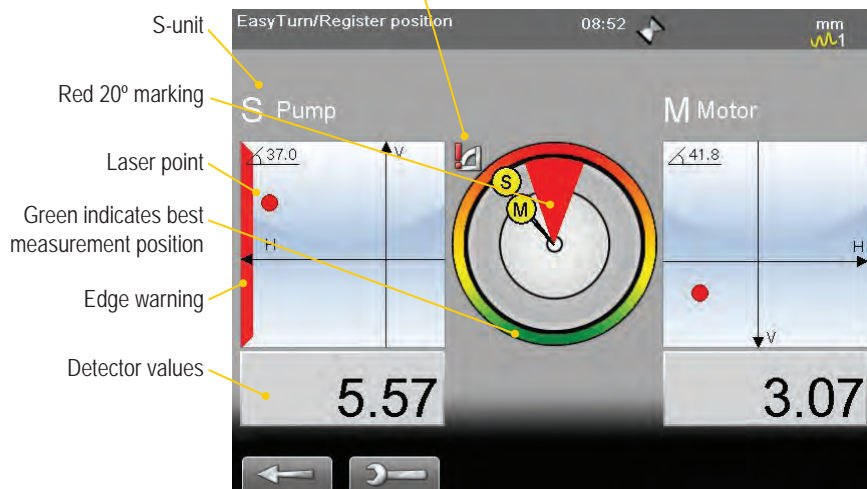 S-unit
Red 20º marking
Laser point
Green indicates best
measurement position
Edge warning
Detector values
EasyTurn/Register position
08:52
mm
1
S Pump
M Motor
37.0
V
H
S
M
41.8
H
V
5.57
3.07